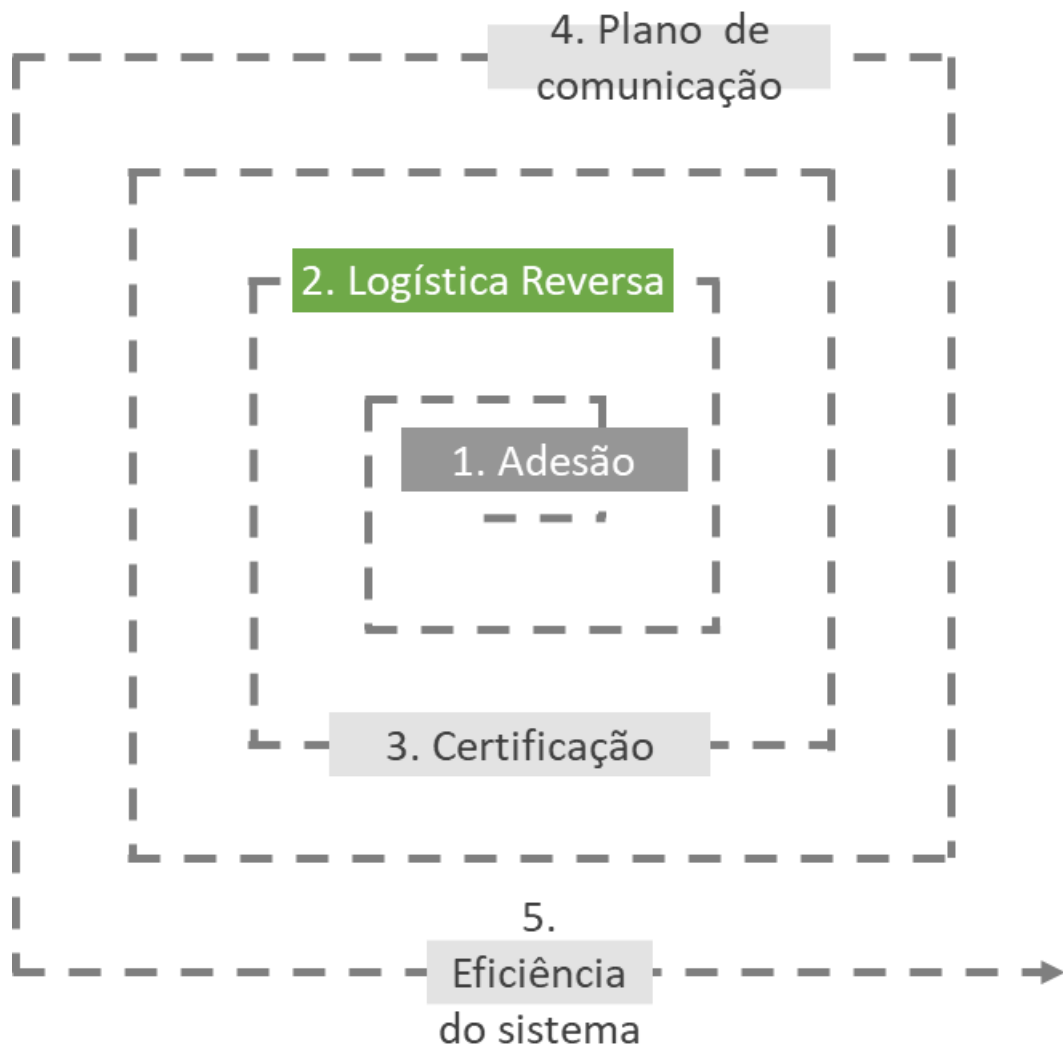 4. Plano de
comunicação
2. Logística Reversa
1. Adesão
3. Certificação
5.
Eficiência
do sistema